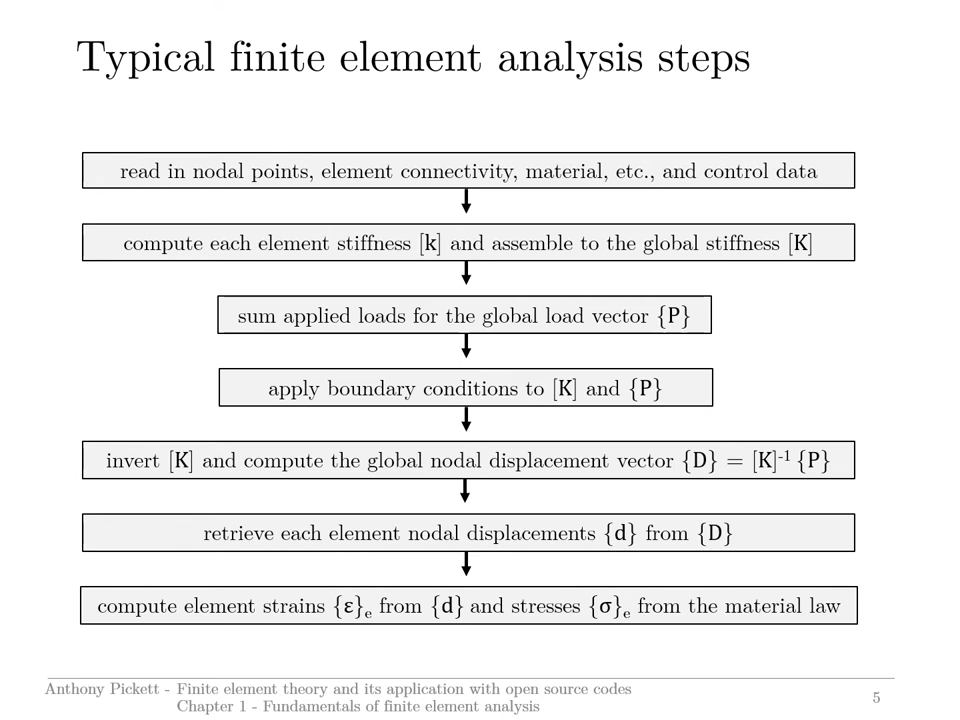 Typical finite element analysis steps
read in nodal points, element connectivity, material, etc., and control data
compute each element stiffness [k] and assemble to the global stiffness [K]
sum applied loads for the global load vector {P}
apply boundary conditions to [K] and {P}
invert [K] and compute the global nodal displacement vector {D} = [K]⁻¹ {P}
retrieve each element nodal displacements {d} from {D}
compute element strains {ε}ₑ from {d} and stresses {σ}ₑ from the material law
Anthony Pickett - Finite element theory and its application with open source codes
Chapter 1 - Fundamentals of finite element analysis
5